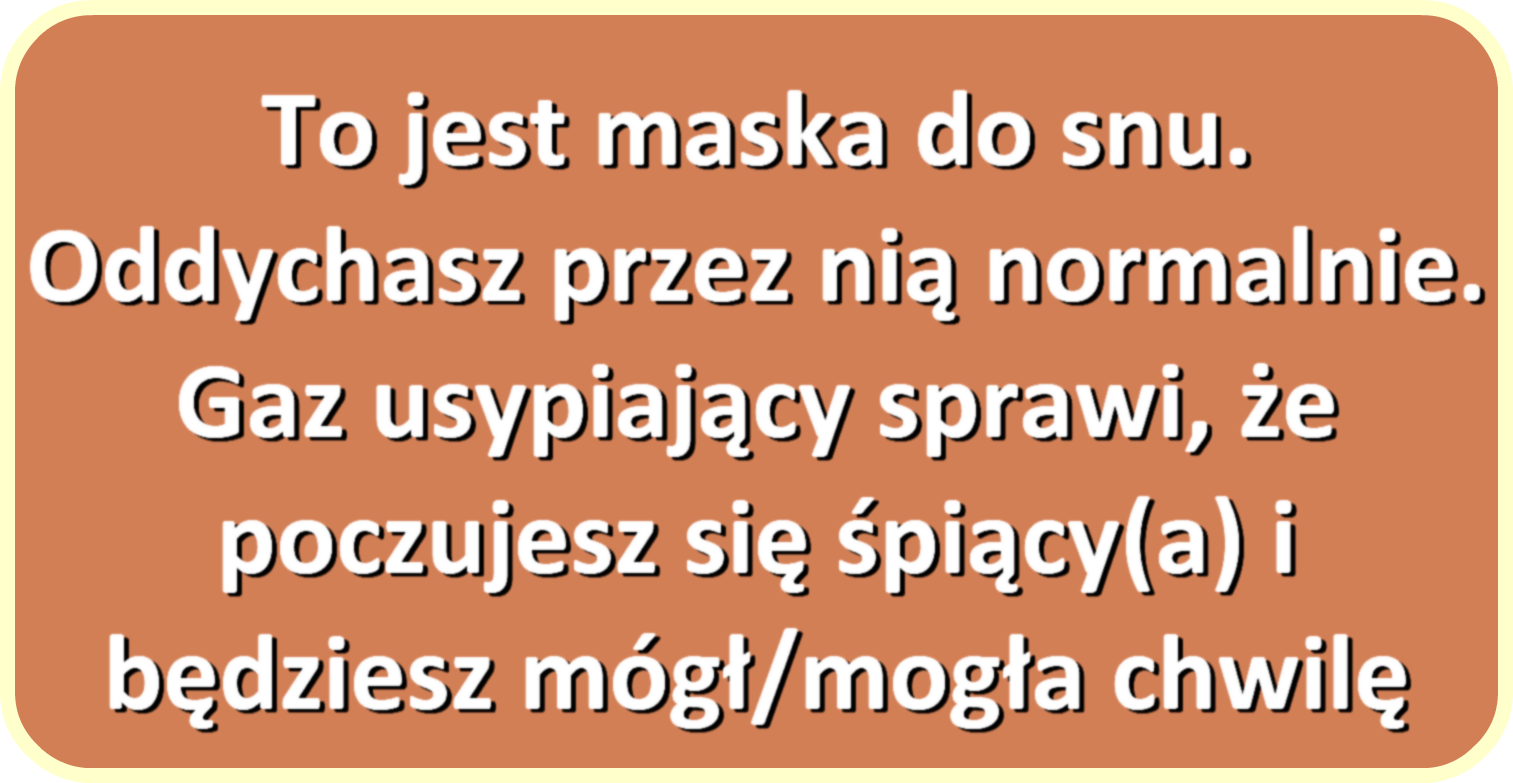 To jest maska do snu.
Oddychasz przez nią normalnie.
Gaz usypiający sprawi, że
poczujesz się śpiący(a) i
będziesz mógł/mogła chwilę